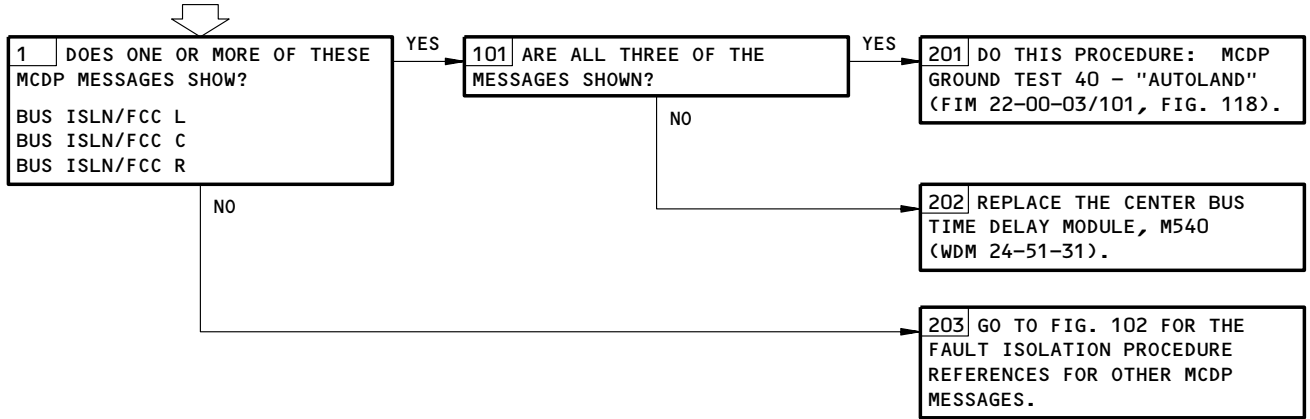 1 DOES ONE OR MORE OF THESE
MCDP MESSAGES SHOW?
BUS ISLN/FCC L
BUS ISLN/FCC C
BUS ISLN/FCC R
YES
NO
101 ARE ALL THREE OF THE
MESSAGES SHOWN?
YES
NO
201 DO THIS PROCEDURE: MCDP
GROUND TEST 40 - "AUTOLAND"
(FIM 22-00-03/101, FIG. 118).
202 REPLACE THE CENTER BUS
TIME DELAY MODULE, M540
(WDM 24-51-31).
203 GO TO FIG. 102 FOR THE
FAULT ISOLATION PROCEDURE
REFERENCES FOR OTHER MCDP
MESSAGES.